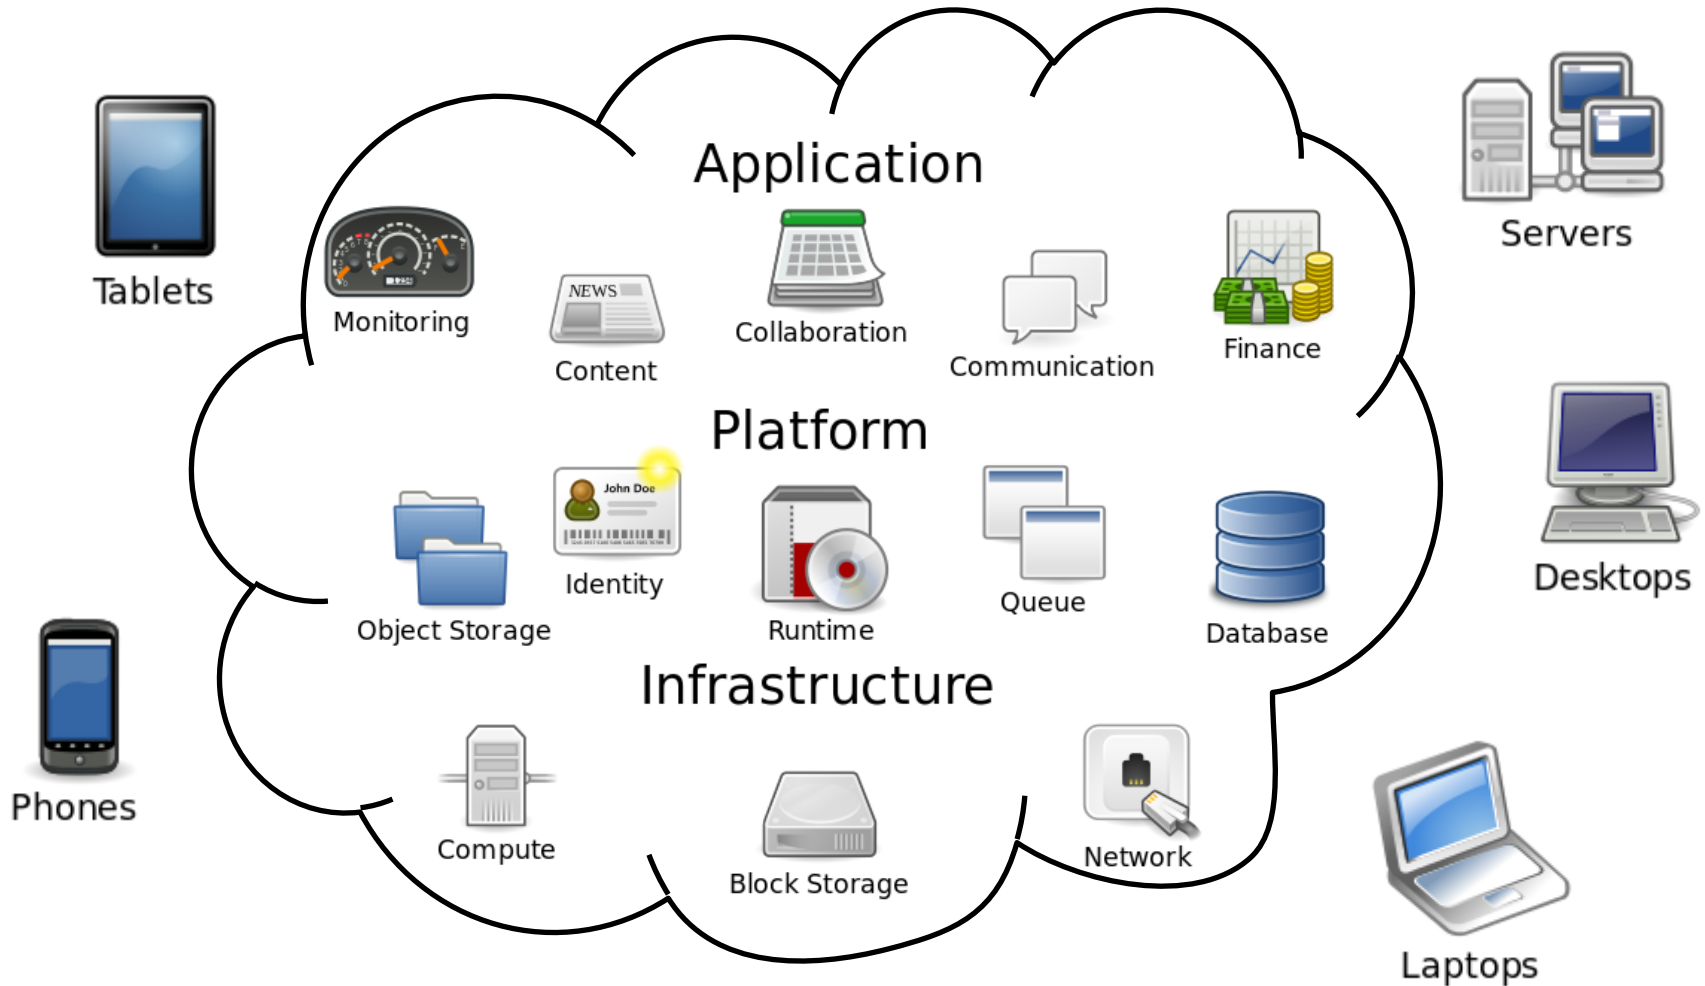 Application
Tablets
Servers
Monitoring
NEWS
Content
Collaboration
Communication
Finance
Platform
John Doe
Identity
Object Storage
Runtime
Queue
Database
Desktops
Infrastructure
Phones
Compute
Block Storage
Network
Laptops